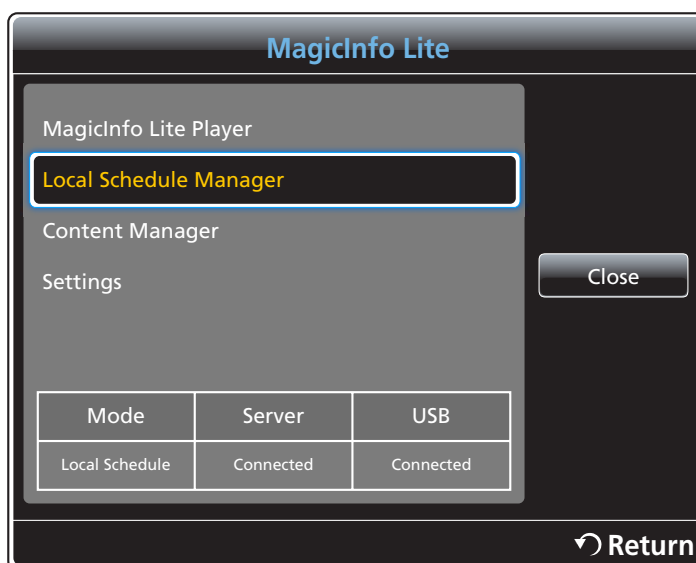 MagicInfo Lite
MagicInfo Lite Player
Local Schedule Manager
Content Manager
Settings
Close
Mode Server USB
Local Schedule Connected Connected
Return